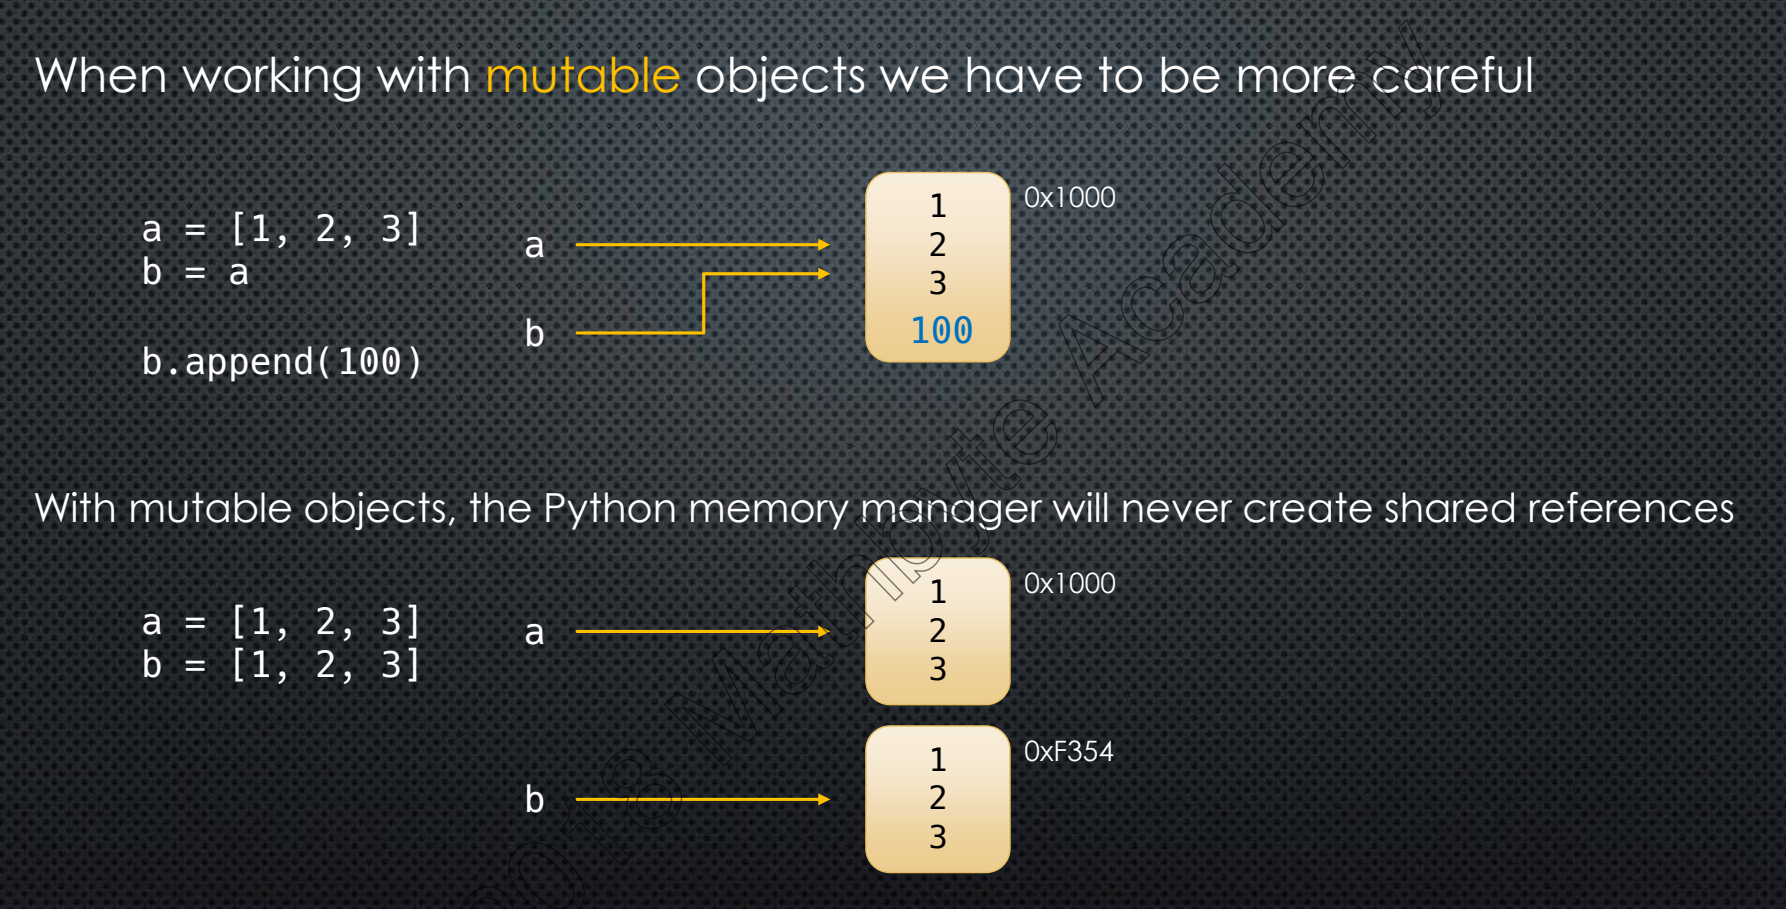 When working with mutable objects we have to be more careful
a = [1, 2, 3]
b = a
b.append(100)
a
b
1
2
3
100
0x1000
With mutable objects, the Python memory manager will never create shared references
a = [1, 2, 3]
b = [1, 2, 3]
a
1
2
3
0x1000
b
1
2
3
0xF354
MathByte Academy